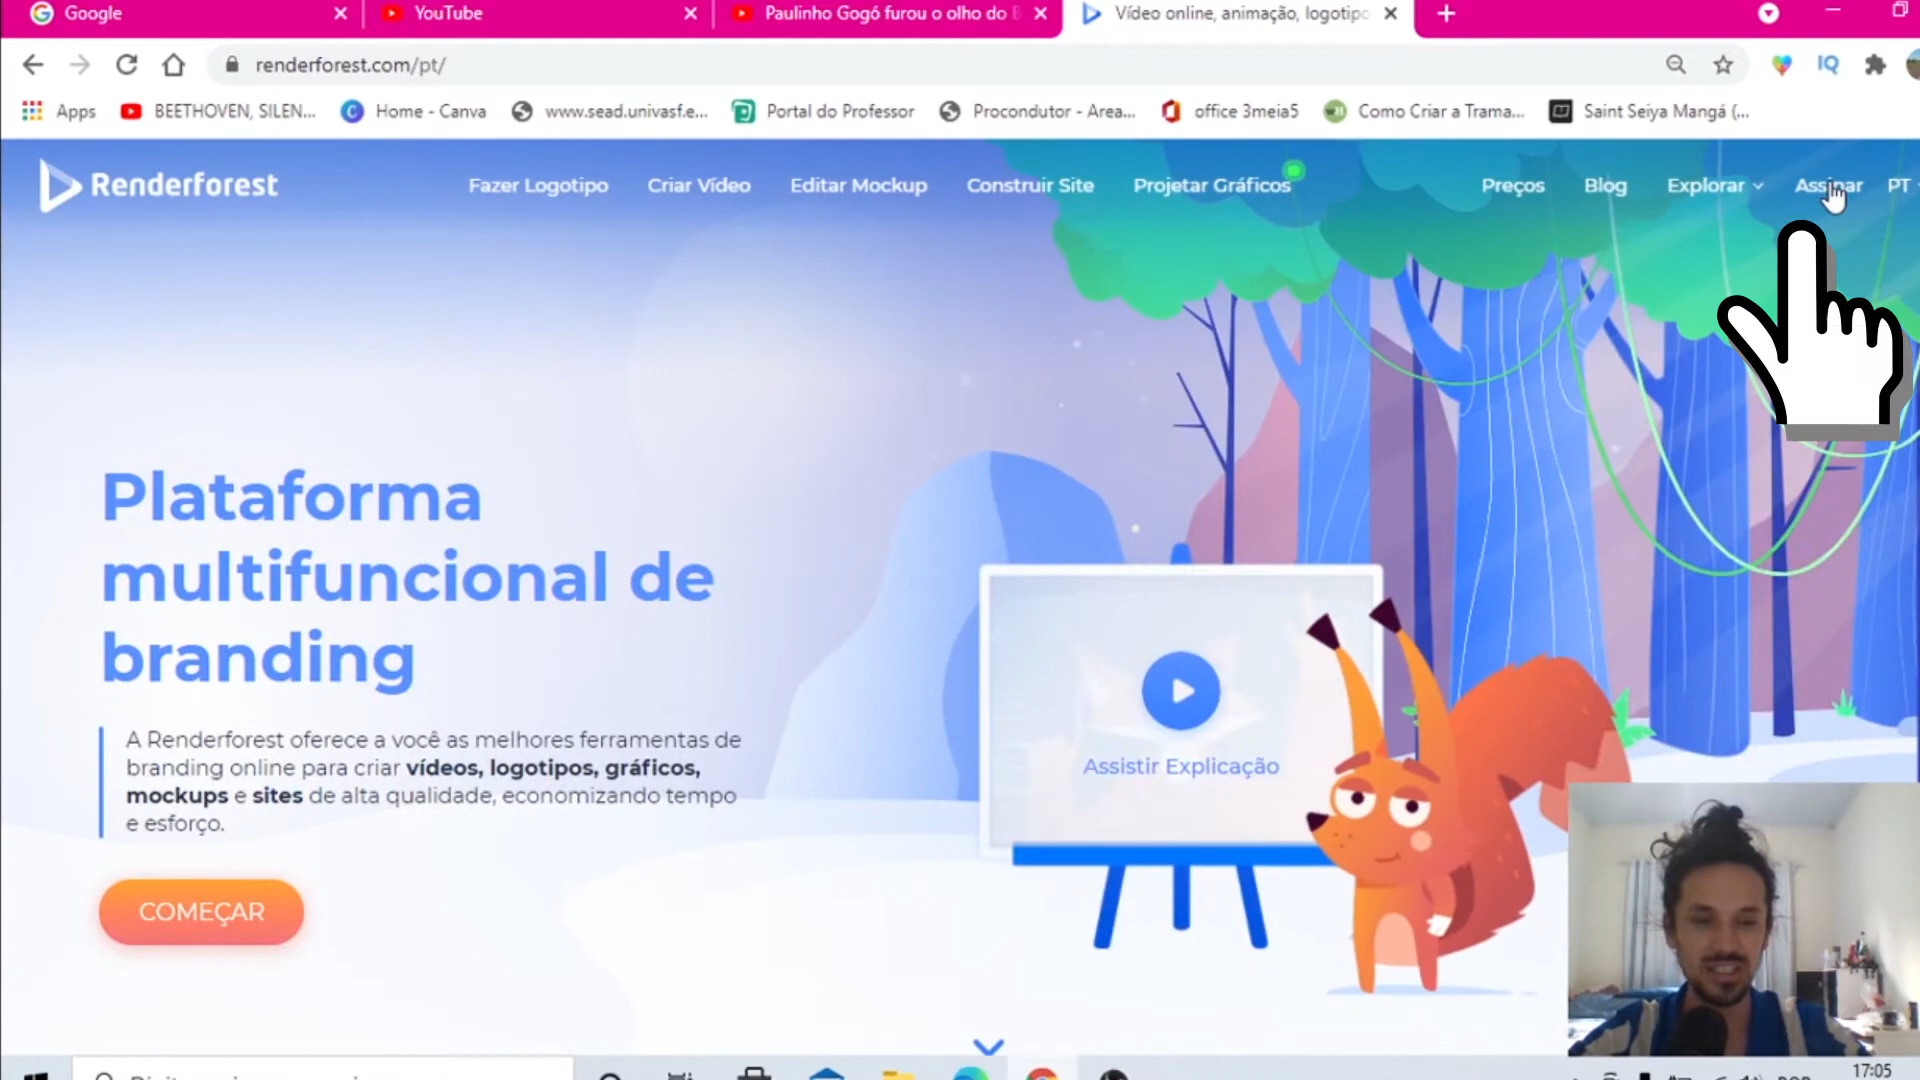 Google
YouTube
Paulinho Gogó furou o olho do
Vídeo online, animação, logotipo
renderforest.com/pt/
IQ
Apps
BEETHOVEN, SILEN...
Home - Canva
www.sead.univasf.e...
Portal do Professor
Procondutor - Area...
office 3meia5
Como Criar a Trama...
Saint Seiya Mangá (...
Renderforest
Fazer Logotipo
Criar Vídeo
Editar Mockup
Construir Site
Projetar Gráficos
Preços
Blog
Explorar
Assinar
PT
Plataforma
multifuncional de
branding
A Renderforest oferece a você as melhores ferramentas de
branding online para criar vídeos, logotipos, gráficos,
mockups e sites de alta qualidade, economizando tempo
e esforço.
COMEÇAR
Assistir Explicação
17:05